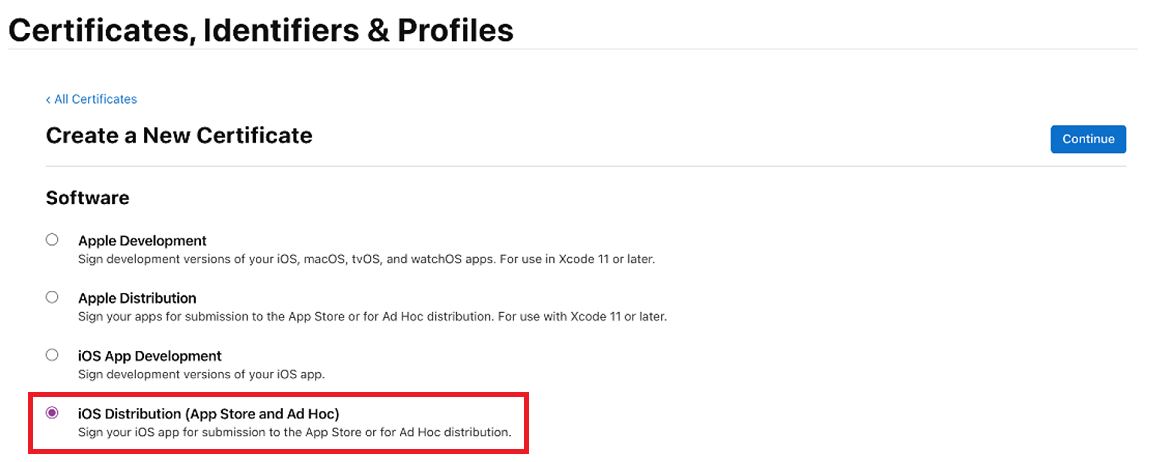 Certificates, Identifiers & Profiles
‹ All Certificates
Create a New Certificate
Continue
Software
Apple Development
Sign development versions of your iOS, macOS, tvOS, and watchOS apps. For use in Xcode 11 or later.
Apple Distribution
Sign your apps for submission to the App Store or for Ad Hoc distribution. For use with Xcode 11 or later.
iOS App Development
Sign development versions of your iOS app.
iOS Distribution (App Store and Ad Hoc)
Sign your iOS app for submission to the App Store or for Ad Hoc distribution.